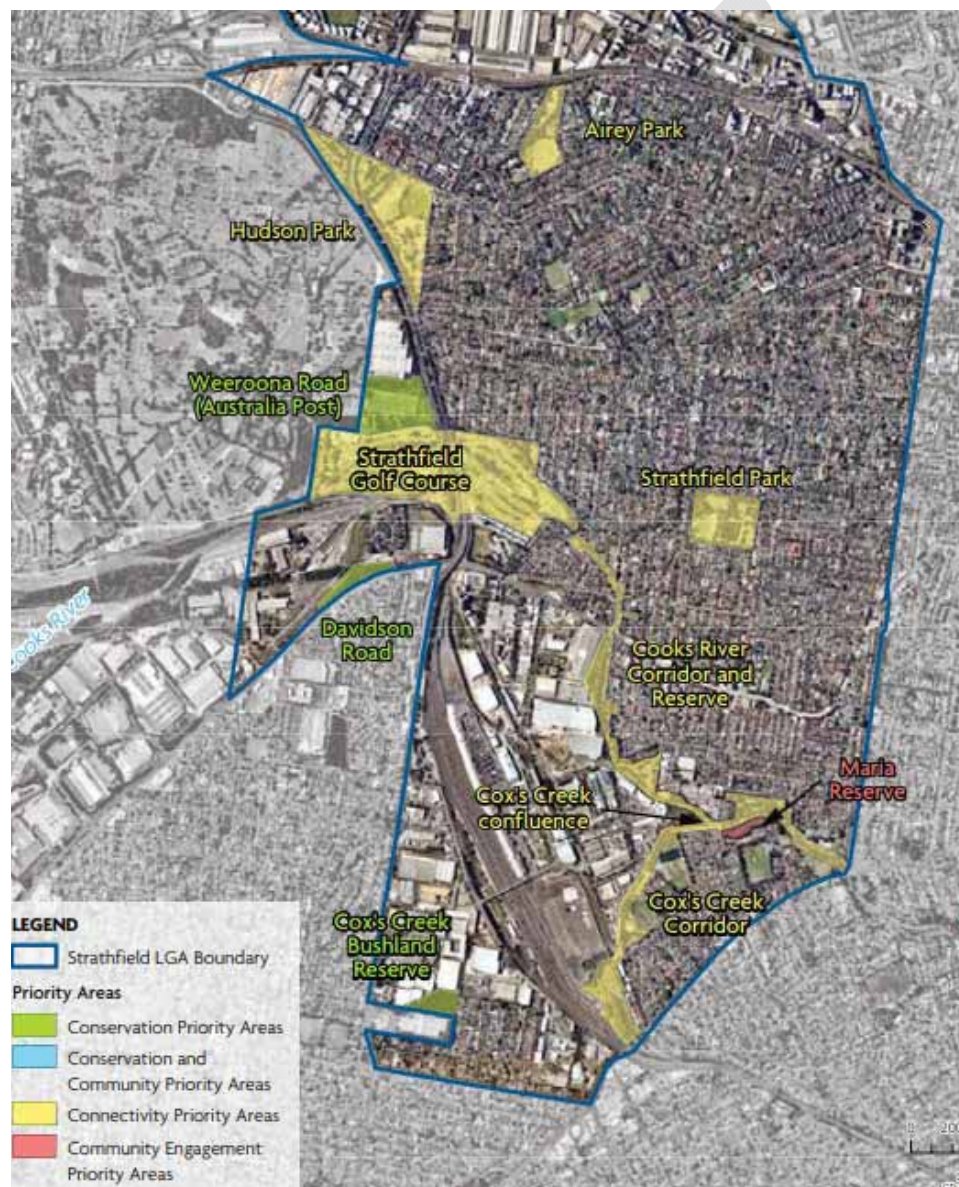 Airey Park
Hudson Park
Weeroona Road
(Australia Post)
Strathfield
Golf Course
Strathfield Park
Cooks River
Davidson
Road
Cooks River
Corridor and
Reserve
Maria
Reserve
Cox's Creek
confluence
Cox's Creek
Corridor
Cox's Creek
Bushland
Reserve
LEGEND
Strathfield LGA Boundary
Priority Areas
Conservation Priority Areas
Conservation and
Community Priority Areas
Connectivity Priority Areas
Community Engagement
Priority Areas
0 200